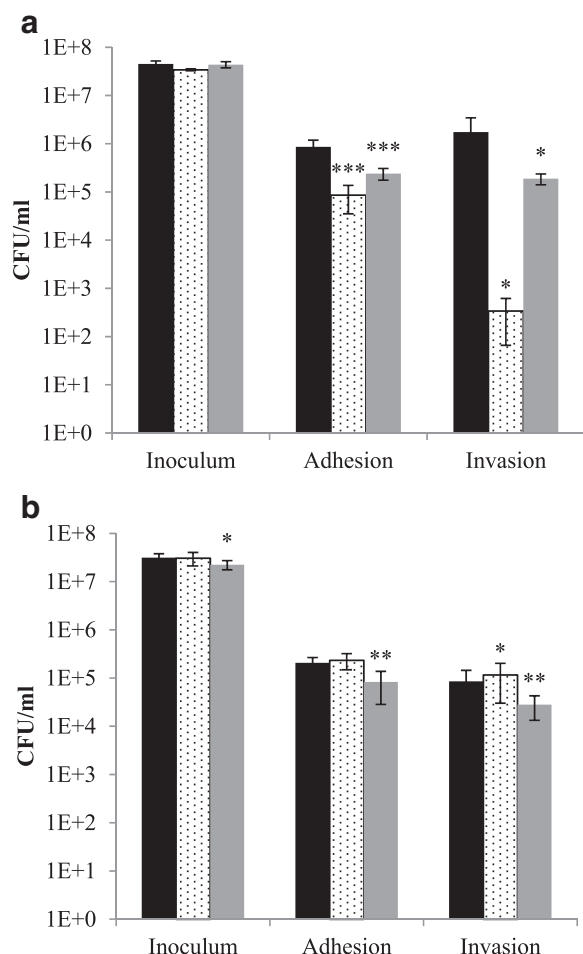 a
1E+8
1E+7
1E+6
1E+5
1E+4
1E+3
1E+2
1E+1
1E+0
CFU/ml
***
***
*
*
Inoculum Adhesion Invasion
b
1E+8
1E+7
1E+6
1E+5
1E+4
1E+3
1E+2
1E+1
1E+0
CFU/ml
*
**
*
**
Inoculum Adhesion Invasion